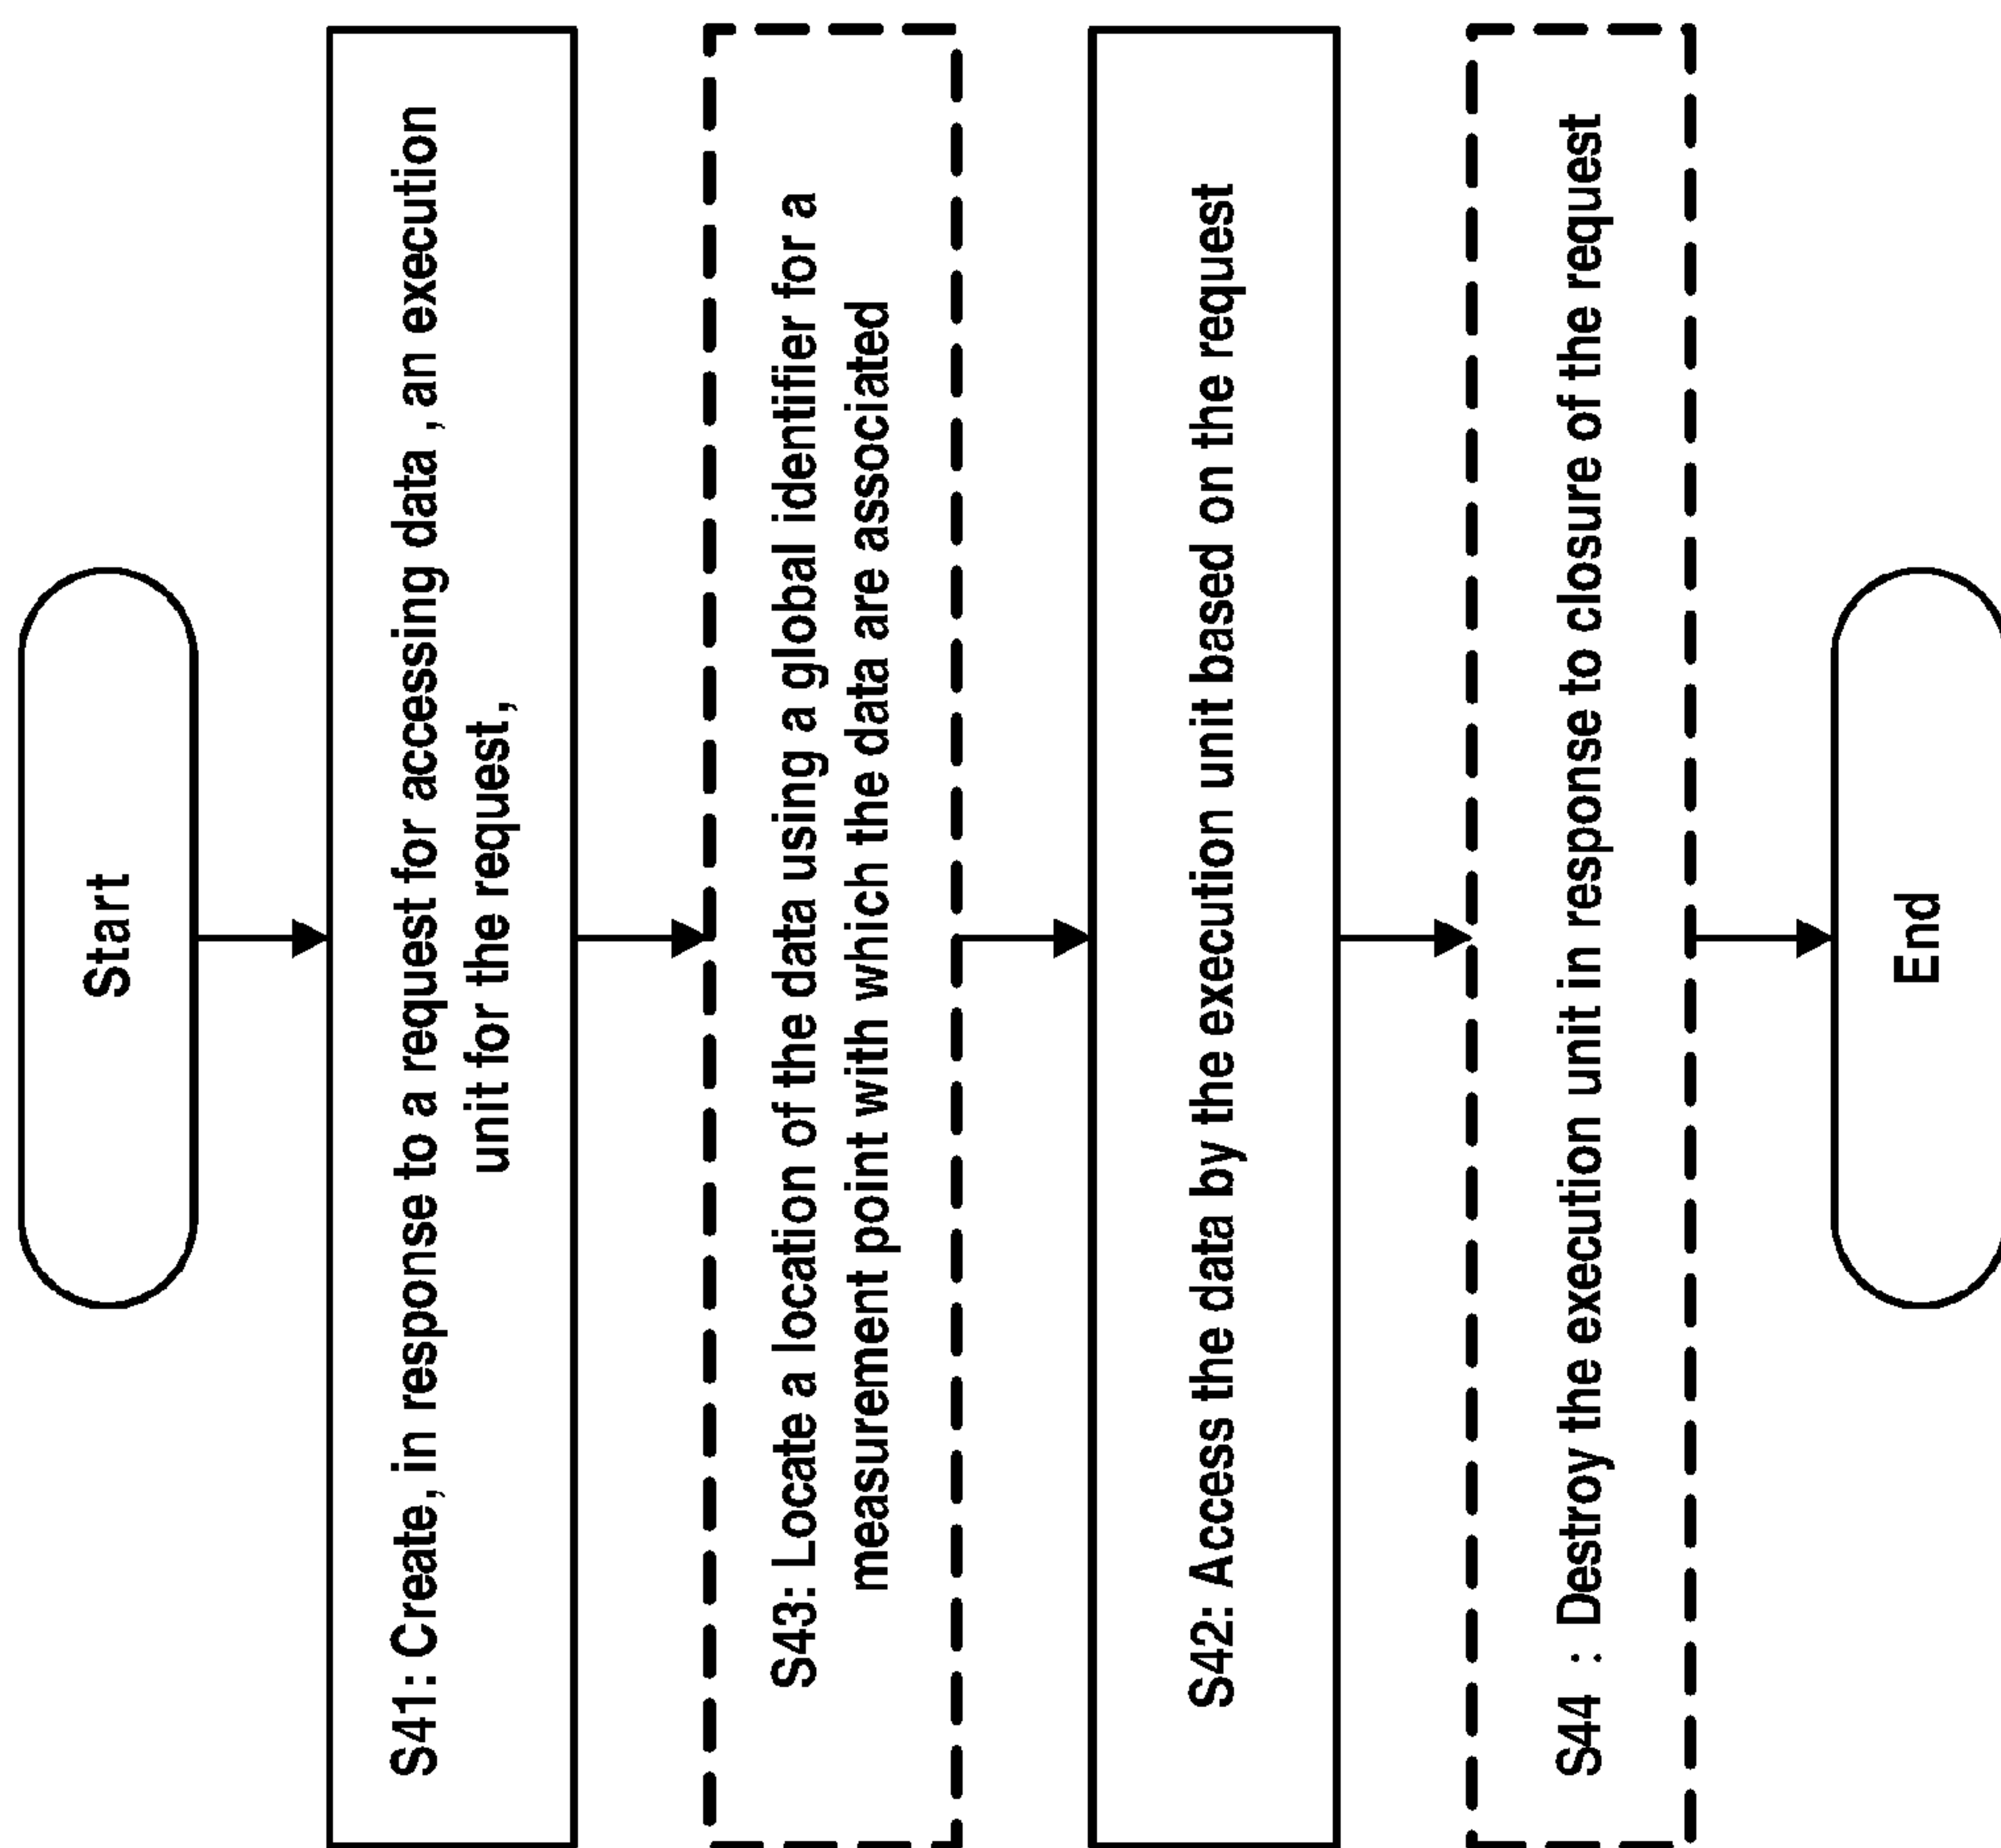 Start
S41: Create, in response to a request for accessing data , an execution
unit for the request,
S43: Locate a location of the data using a global identifier for a
measurement point with which the data are associated
S42: Access the data by the execution unit based on the request
S44 : Destroy the execution unit in response to closure of the request
End